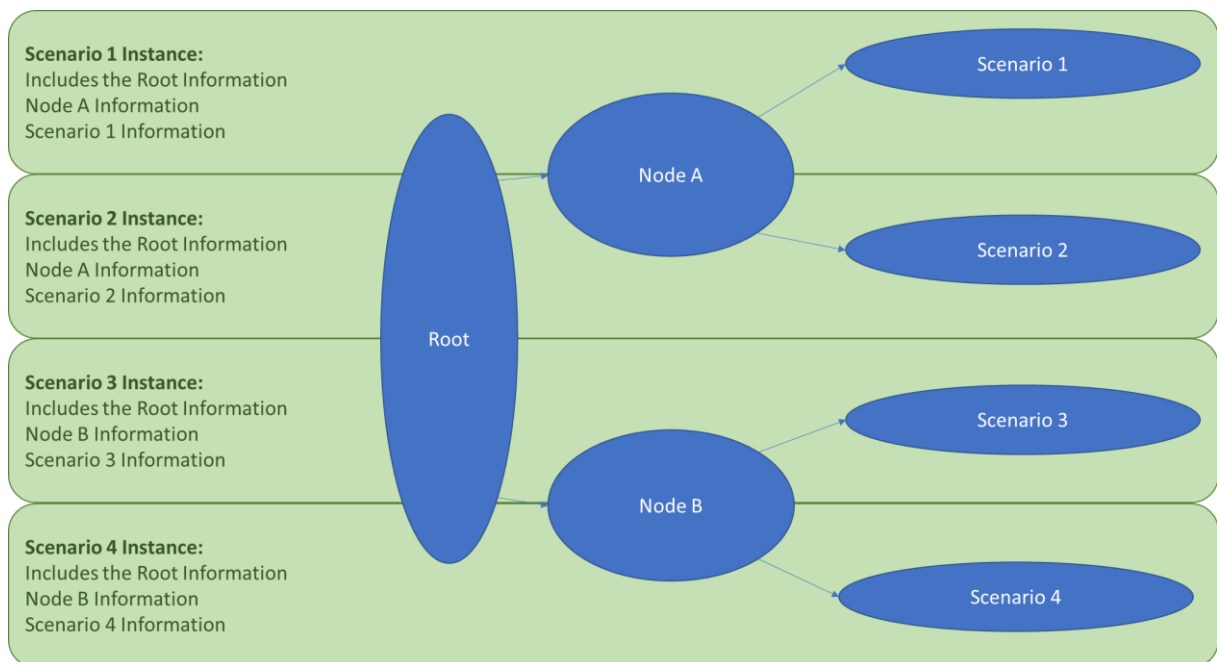 Scenario 1 Instance:
Includes the Root Information
Node A Information
Scenario 1 Information
Scenario 2 Instance:
Includes the Root Information
Node A Information
Scenario 2 Information
Scenario 3 Instance:
Includes the Root Information
Node B Information
Scenario 3 Information
Scenario 4 Instance:
Includes the Root Information
Node B Information
Scenario 4 Information
Root
Node A
Node B
Scenario 1
Scenario 2
Scenario 3
Scenario 4